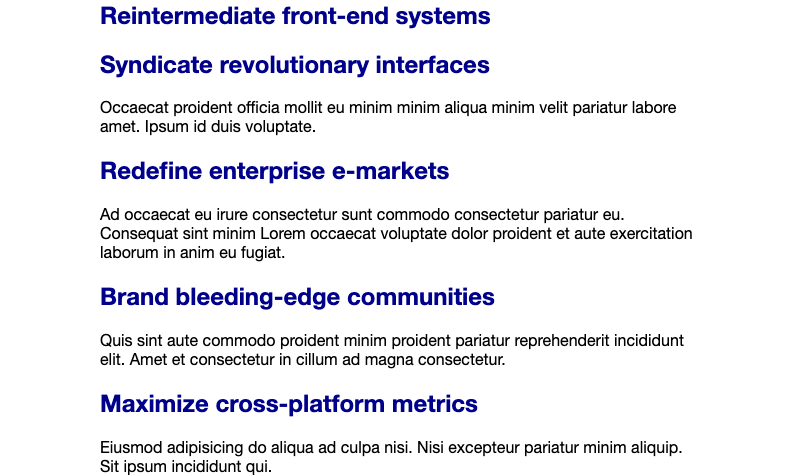 Reintermediate front-end systems
Syndicate revolutionary interfaces
Occaecat proident officia mollit eu minim minim aliqua minim velit pariatur labore
amet. Ipsum id duis voluptate.
Redefine enterprise e-markets
Ad occaecat eu irure consectetur sunt commodo consectetur pariatur eu.
Consequat sint minim Lorem occaecat voluptate dolor proident et aute exercitation
laborum in anim eu fugiat.
Brand bleeding-edge communities
Quis sint aute commodo proident minim proident pariatur reprehenderit incididunt
elit. Amet et consectetur in cillum ad magna consectetur.
Maximize cross-platform metrics
Eiusmod adipisicing do aliqua ad culpa nisi. Nisi excepteur pariatur minim aliquip.
Sit ipsum incididunt qui.